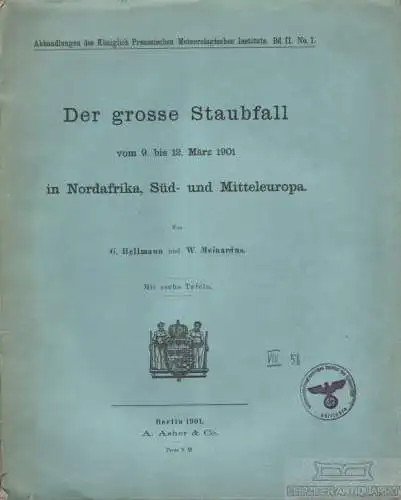 Abhandlungen des Königlich Preussischen Meteorologischen Instituts. Bd II. No. 1.
Der grosse Staubfall
vom 9. bis 12. März 1901
in Nordafrika, Süd- und Mitteleuropa.
Von
G. Hellmann und W. Meinardus.
Mit sechs Tafeln.
VIII 58
Berlin 1901.
A. Asher & Co.